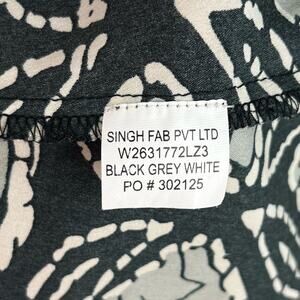 SINGH FAB PVT LTD
W2631772LZ3
BLACK GREY WHITE
PO # 302125